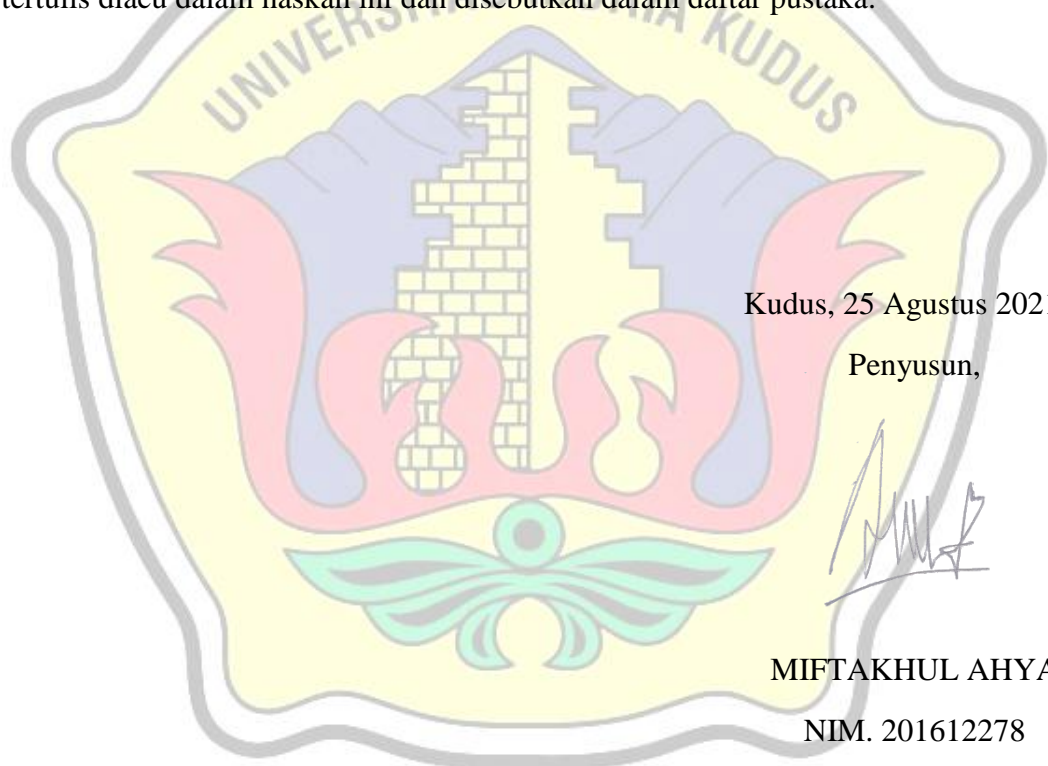 tertulis diacu dalam naskah ini dan disebutkan dalam daftar pustaka.
UNIVERSITAS KUDUS
Kudus, 25 Agustus 202
Penyusun,
MIFTAKHUL AHYA
NIM. 201612278